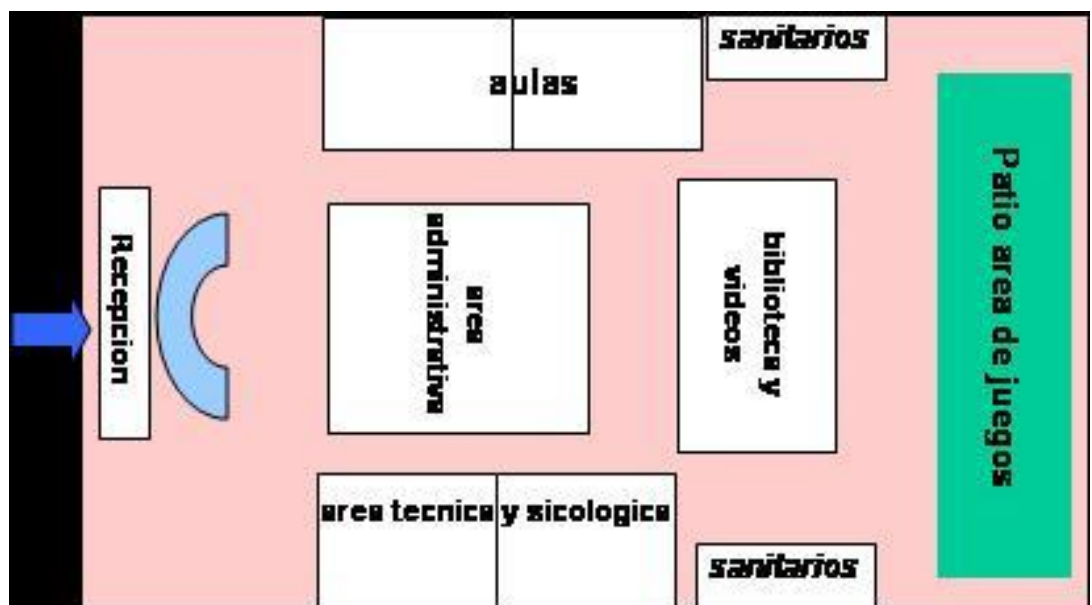 sanitarios
aulas
Patio area de juegos
Recepcion
area
administrativa
biblioteca y
videos
area tecnica y sicologica
sanitarios